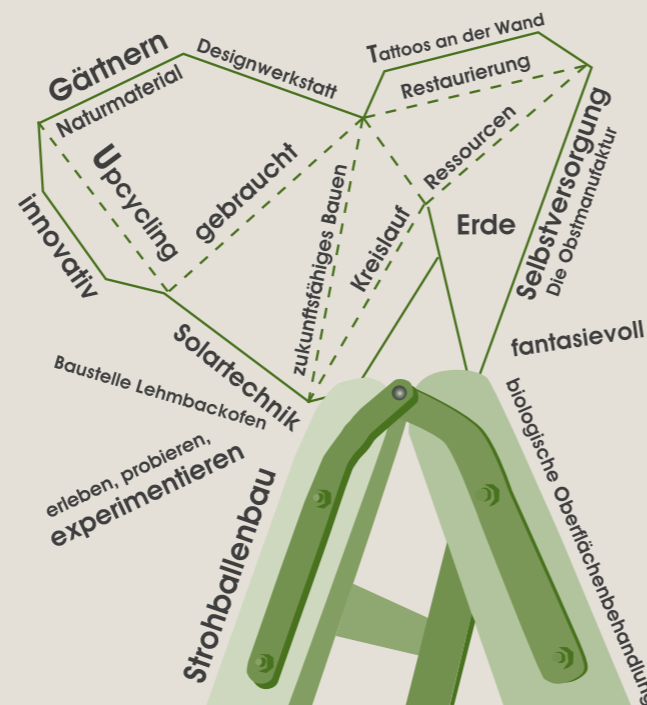 Tattoos an der Wand
Gärtnern
Designwerkstatt
Naturmaterial
Restaurierung
Ressourcen
Upcycling
gebraucht
zukunftsfähiges Bauen
Kreislauf
Erde
Selbstversorgung
Die Obstmanufaktur
innovativ
Solartechnik
fantasievoll
Baustelle Lehmbackofen
erleben, probieren,
experimentieren
Strohballenbau
biologische Oberflächenbehandlung